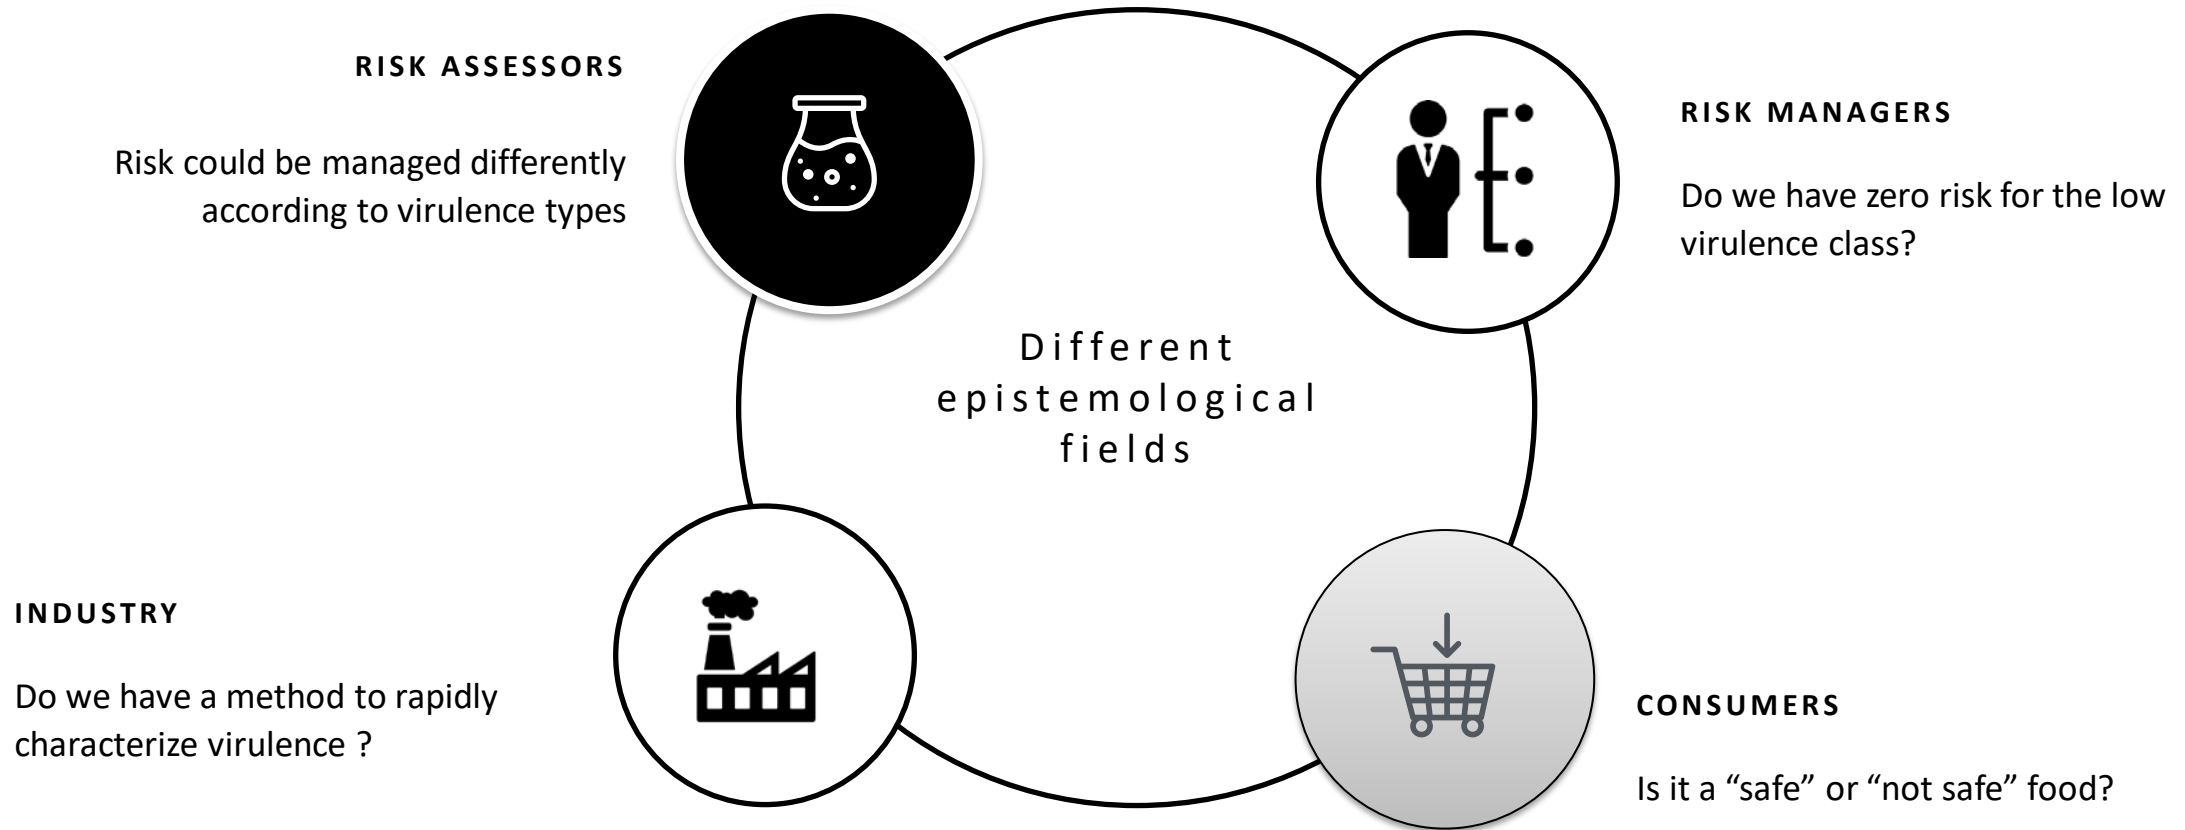 RISK ASSESSORS
Risk could be managed differently
according to virulence types
RISK MANAGERS
Do we have zero risk for the low
virulence class?
Different
epistemological
fields
INDUSTRY
Do we have a method to rapidly
characterize virulence ?
CONSUMERS
Is it a “safe” or “not safe” food?